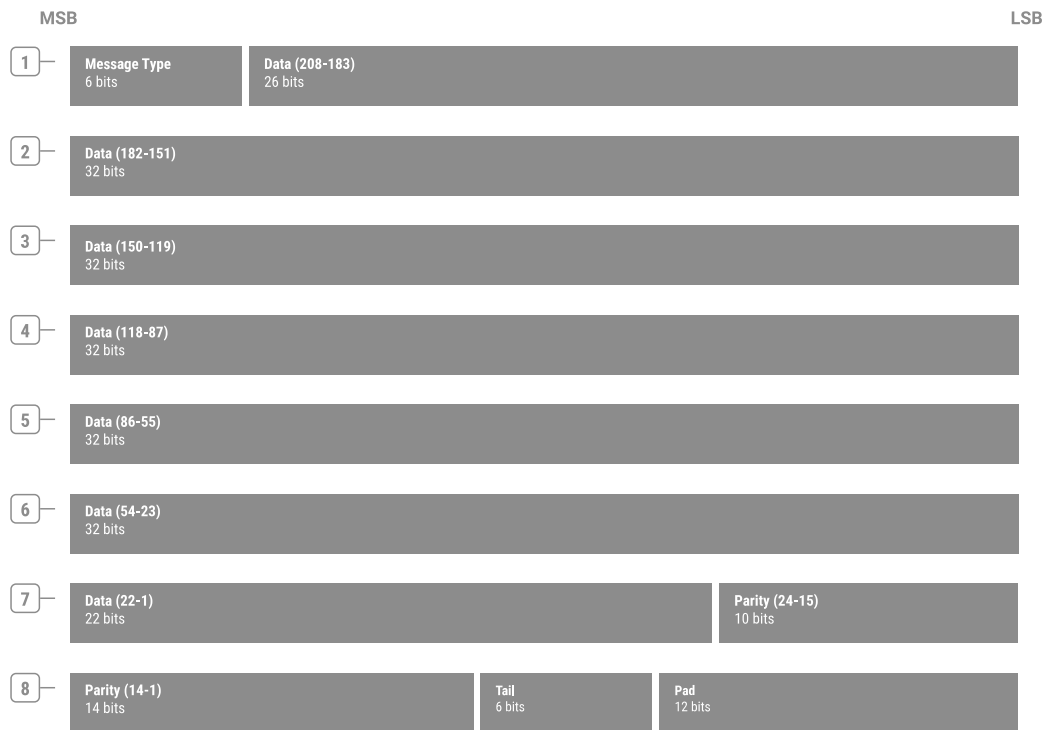 MSB
LSB
1
Message Type
6 bits
Data (208-183)
26 bits
2
Data (182-151)
32 bits
3
Data (150-119)
32 bits
4
Data (118-87)
32 bits
5
Data (86-55)
32 bits
6
Data (54-23)
32 bits
7
Data (22-1)
22 bits
Parity (24-15)
10 bits
8
Parity (14-1)
14 bits
Tail
6 bits
Pad
12 bits